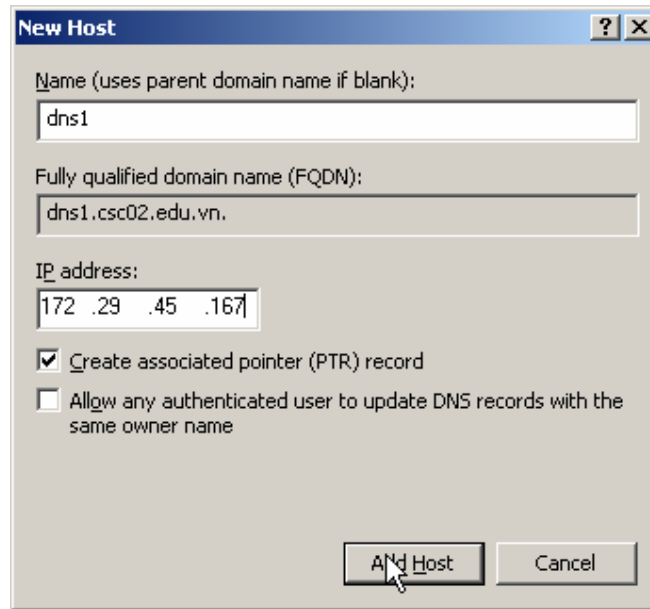 New Host
Name (uses parent domain name if blank):
dns1
Fully qualified domain name (FQDN):
dns1.csc02.edu.vn.
IP address:
172 .29 .45 .167
Create associated pointer (PTR) record
Allow any authenticated user to update DNS records with the
same owner name
Add Host Cancel